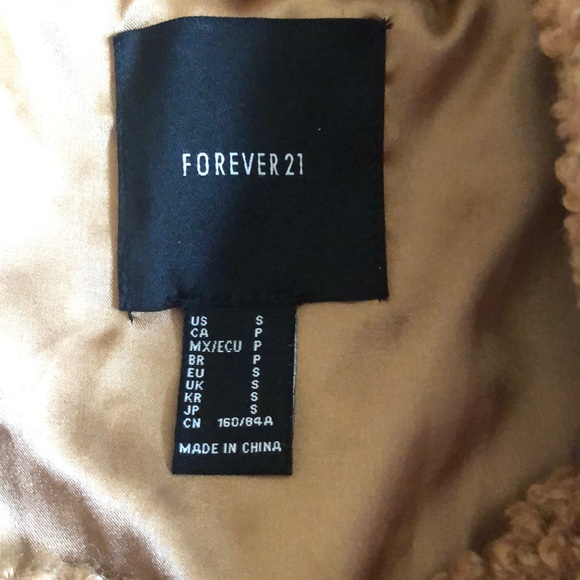 FOREVER 21
US S
CA P
MX/ECU P
BR P
EU S
UK S
KR S
JP S
CN 160/84A
MADE IN CHINA